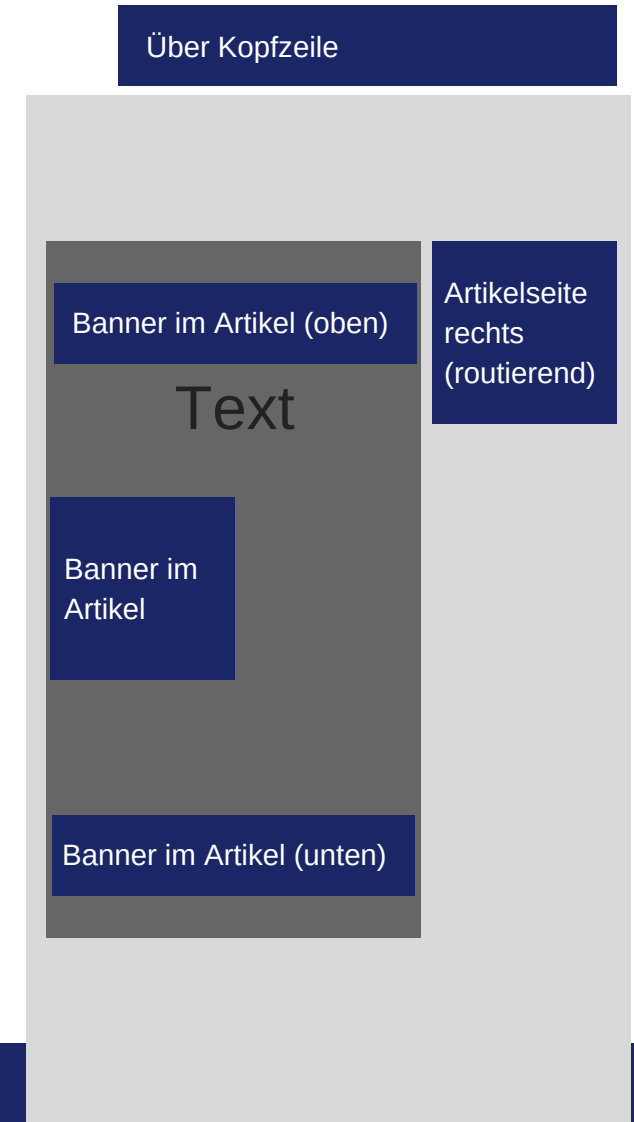 Über Kopfzeile
Banner im Artikel (oben)
Artikelseite
rechts
(routierend)
Text
Banner im
Artikel
Banner im Artikel (unten)